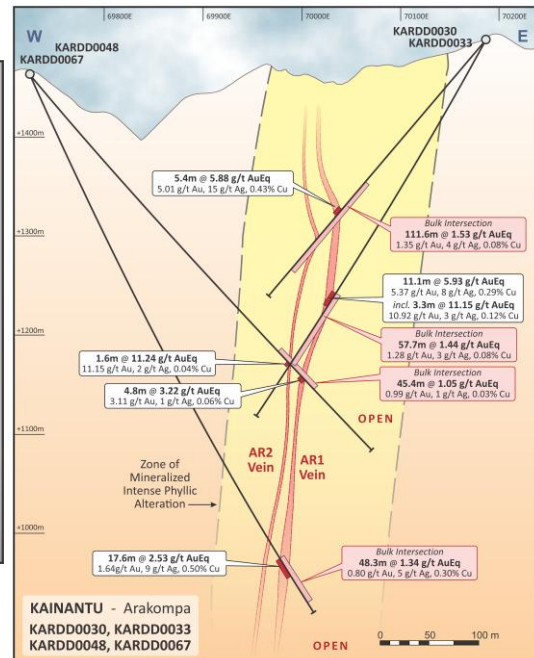 69800E 69900E 70000E 70100E 70200E
W
E
KARDD0048
KARDD0067
KARDD0030
KARDD0033
+1400m
+1300m
+1200m
+1100m
+1000m
5.4m @ 5.88 g/t AuEq
5.01 g/t Au, 15 g/t Ag, 0.43% Cu
Bulk Intersection
111.6m @ 1.53 g/t AuEq
1.35 g/t Au, 4 g/t Ag, 0.08% Cu
11.1m @ 5.93 g/t AuEq
5.37 g/t Au, 8 g/t Ag, 0.29% Cu
incl. 3.3m @ 11.15 g/t AuEq
10.92 g/t Au, 3 g/t Ag, 0.12% Cu
Bulk Intersection
57.7m @ 1.44 g/t AuEq
1.28 g/t Au, 3 g/t Ag, 0.08% Cu
1.6m @ 11.24 g/t AuEq
11.15 g/t Au, 2 g/t Ag, 0.04% Cu
4.8m @ 3.22 g/t AuEq
3.11 g/t Au, 1 g/t Ag, 0.06% Cu
Bulk Intersection
45.4m @ 1.05 g/t AuEq
0.99 g/t Au, 1 g/t Ag, 0.03% Cu
OPEN
AR2
Vein
AR1
Vein
Zone of
Mineralized
Intense Phyllic
Alteration
17.6m @ 2.53 g/t AuEq
1.64g/t Au, 9 g/t Ag, 0.50% Cu
Bulk Intersection
48.3m @ 1.34 g/t AuEq
0.80 g/t Au, 5 g/t Ag, 0.30% Cu
KAINANTU - Arakompa
KARDD0030, KARDD0033
KARDD0048, KARDD0067
OPEN
0 50 100 m